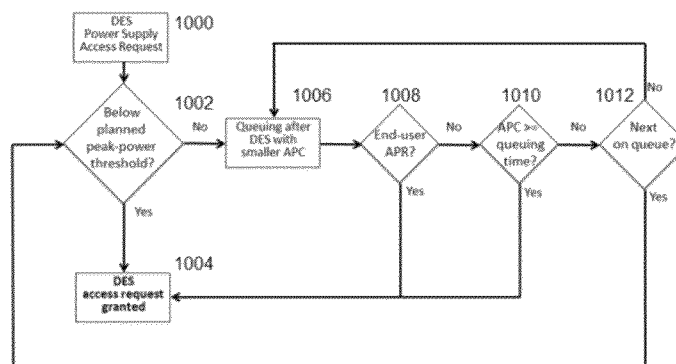 DES
Power Supply
Access Request
1000
1002
Below
planned
peak-power
threshold?
No
Yes
1004
DES
access request
granted
1006
Queuing after
DES with
smaller APC
1008
End-user
APR?
No
Yes
1010
APC >=
queuing
time?
No
Yes
1012
Next
on queue?
No
Yes